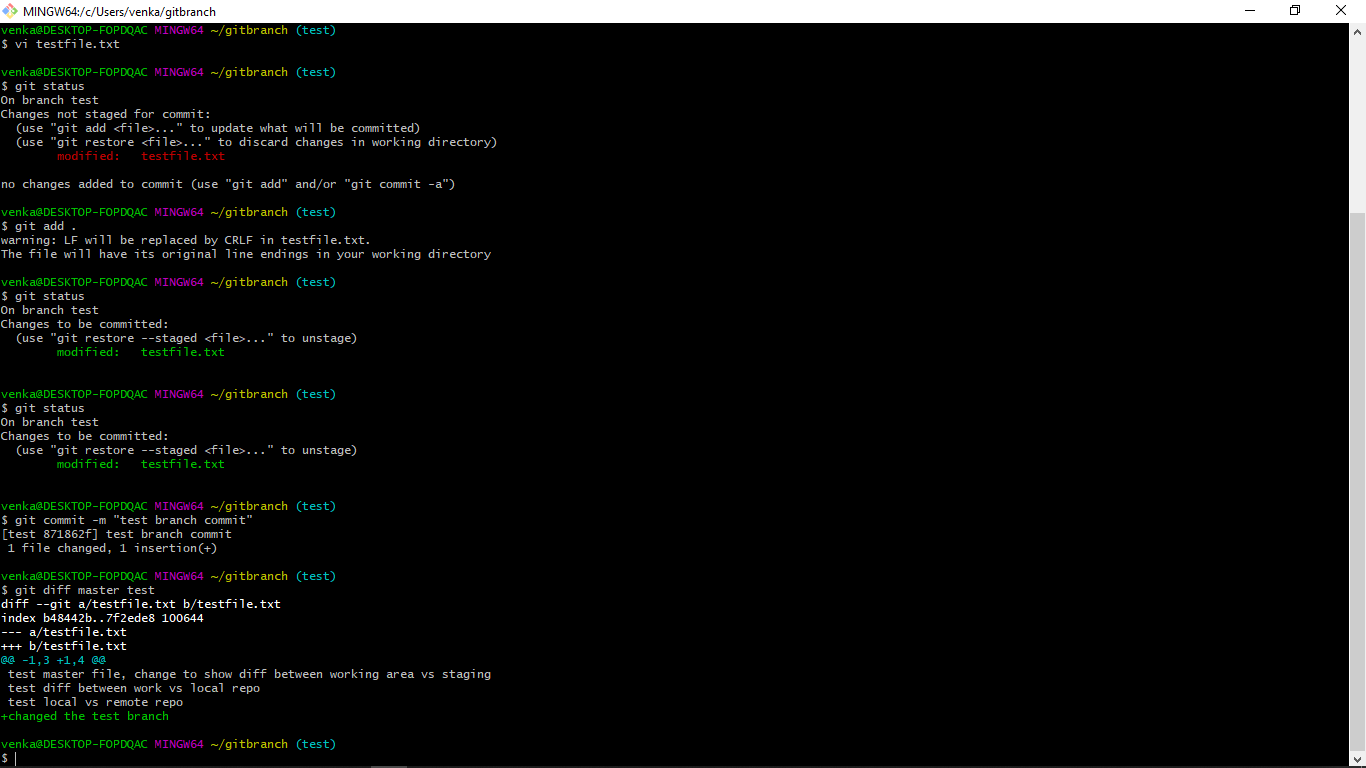 MINGW64:/c/Users/venka/gitbranch
venka@DESKTOP-FOPDQAC MINGW64 ~/gitbranch (test)
$ vi testfile.txt
venka@DESKTOP-FOPDQAC MINGW64 ~/gitbranch (test)
$ git status
On branch test
Changes not staged for commit:
  (use "git add <file>..." to update what will be committed)
  (use "git restore <file>..." to discard changes in working directory)
        modified:   testfile.txt
no changes added to commit (use "git add" and/or "git commit -a")
venka@DESKTOP-FOPDQAC MINGW64 ~/gitbranch (test)
$ git add .
warning: LF will be replaced by CRLF in testfile.txt.
The file will have its original line endings in your working directory
venka@DESKTOP-FOPDQAC MINGW64 ~/gitbranch (test)
$ git status
On branch test
Changes to be committed:
  (use "git restore --staged <file>..." to unstage)
        modified:   testfile.txt
venka@DESKTOP-FOPDQAC MINGW64 ~/gitbranch (test)
$ git status
On branch test
Changes to be committed:
  (use "git restore --staged <file>..." to unstage)
        modified:   testfile.txt
venka@DESKTOP-FOPDQAC MINGW64 ~/gitbranch (test)
$ git commit -m "test branch commit"
[test 871862f] test branch commit
 1 file changed, 1 insertion(+)
venka@DESKTOP-FOPDQAC MINGW64 ~/gitbranch (test)
$ git diff master test
diff --git a/testfile.txt b/testfile.txt
index b48442b..7f2ede8 100644
--- a/testfile.txt
+++ b/testfile.txt
@@ -1,3 +1,4 @@
 test master file, change to show diff between working area vs staging
 test diff between work vs local repo
 test local vs remote repo
+changed the test branch
venka@DESKTOP-FOPDQAC MINGW64 ~/gitbranch (test)
$